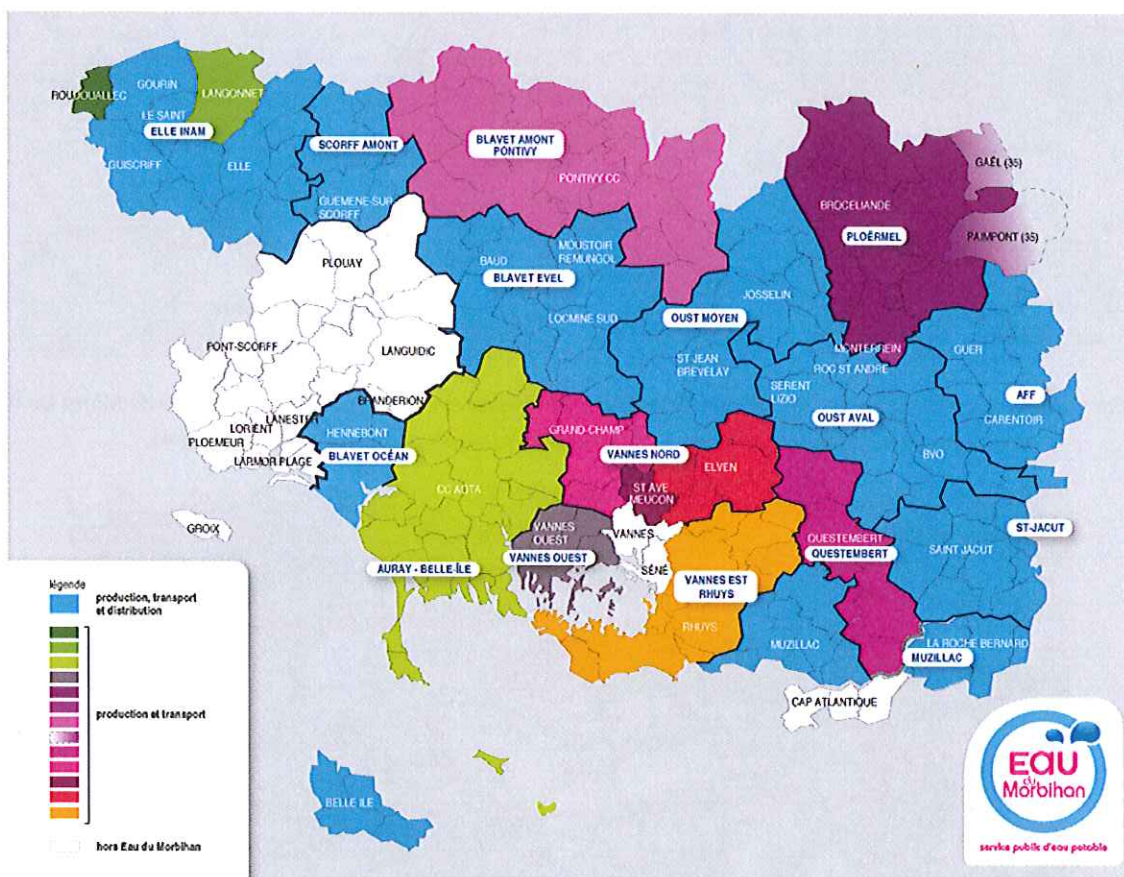 ROUDOUALLEC
GOURIN
LANGONNET
LE SAINT
ELLE INAM
GUISCRIFF
ELLE
SCORFF AMONT
GUEMENE-SUR
SCORFF
BLAVET AMONT
PONTIVY
PONTIVY CC
GAËL (35)
BROCELIANDE
PLOËRMEL
PAIMPONT (35)
PLOUAY
BAUD
MOUSTOIR
REMUNGOL
BLAVET EVEL
LOCMINE SUD
JOSSELIN
OUST MOYEN
PONT-SCORFF
LANGUIDIC
ST JEAN
BREVELAY
MONTERREIN
ROC ST ANDRE
SERENT
LIZIO
OUST AVAL
GUER
AFF
CARENTOIR
BRANDERION
LANESTER
LORIENT
PLOEMEUR
LARMOR PLAGE
HENNEBONT
BLAVET OCÉAN
GRAND-CHAMP
VANNES NORD
ELVEN
ST AVE
MEUCON
BVO
CC AQTA
GROIX
VANNES
OUEST
VANNES OUEST
VANNES
SÉNÉ
AURAY - BELLE-ÎLE
VANNES EST
RHUYS
RHUYS
QUESTEMBERT
QUESTEMBERT
ST-JACUT
SAINT JACUT
MUZILLAC
LA ROCHE BERNARD
MUZILLAC
CAP ATLANTIQUE
BELLE ILE
légende
production, transport
et distribution
production et transport
hors Eau du Morbihan
EAU
du
Morbihan
service public d'eau potable